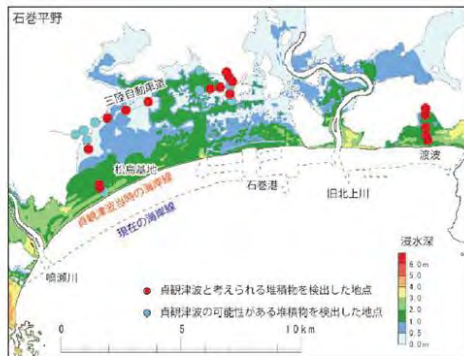 石巻平野
三陸自動車道
松島基地
貞観津波当時の海岸線
現在の海岸線
石巻港
旧北上川
渡波
鳴瀬川
浸水深
6.0m
5.0
4.0
3.0
2.0
1.0
0.5
0.0m
貞観津波と考えられる堆積物を検出した地点
貞観津波の可能性がある堆積物を検出した地点
0 5 10km